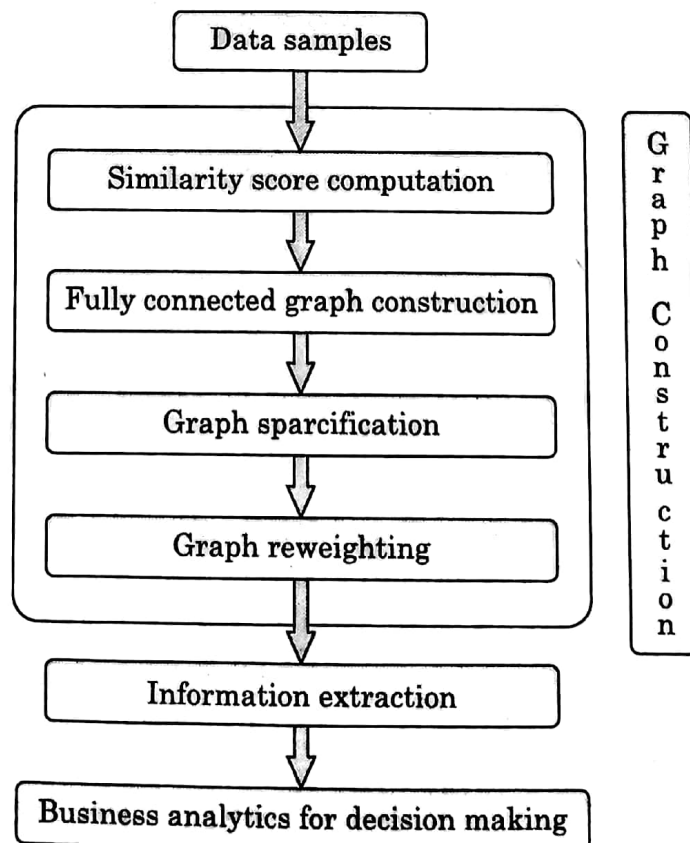 Data samples
Similarity score computation
Fully connected graph construction
Graph sparcification
Graph reweighting
Information extraction
Business analytics for decision making
Graph Construction